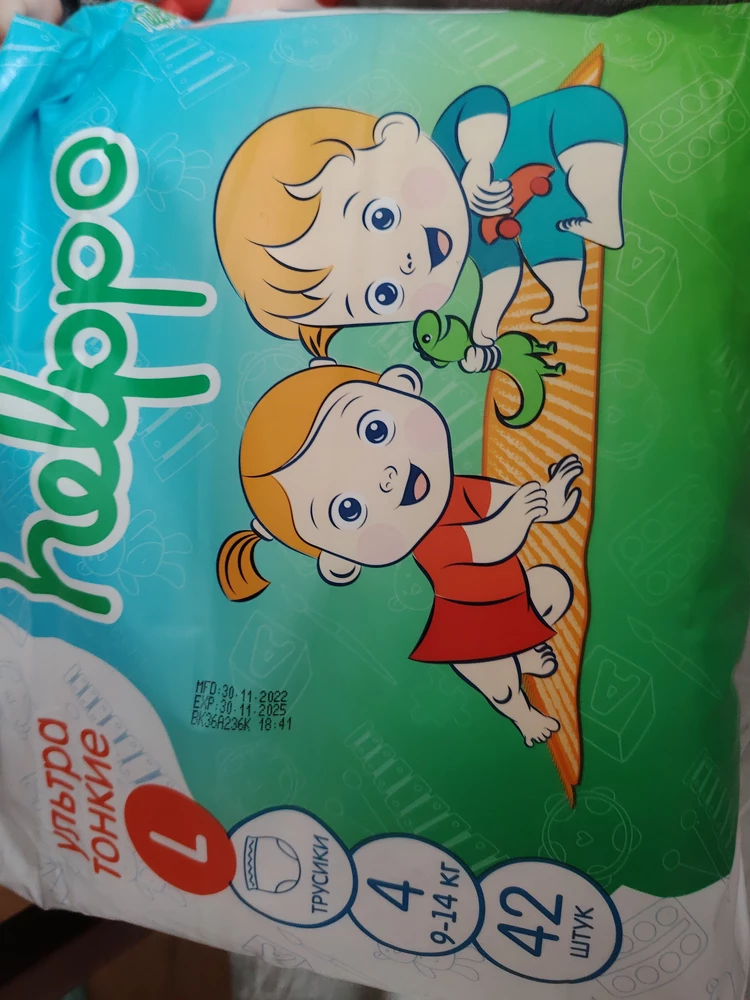 helppo
MFD:30.11.2022
EXP:30.11.2025
BK36A236K 18:41
ультра
тонкие
L
ТРУСИКИ
4
9-14 КГ
42
ШТУК